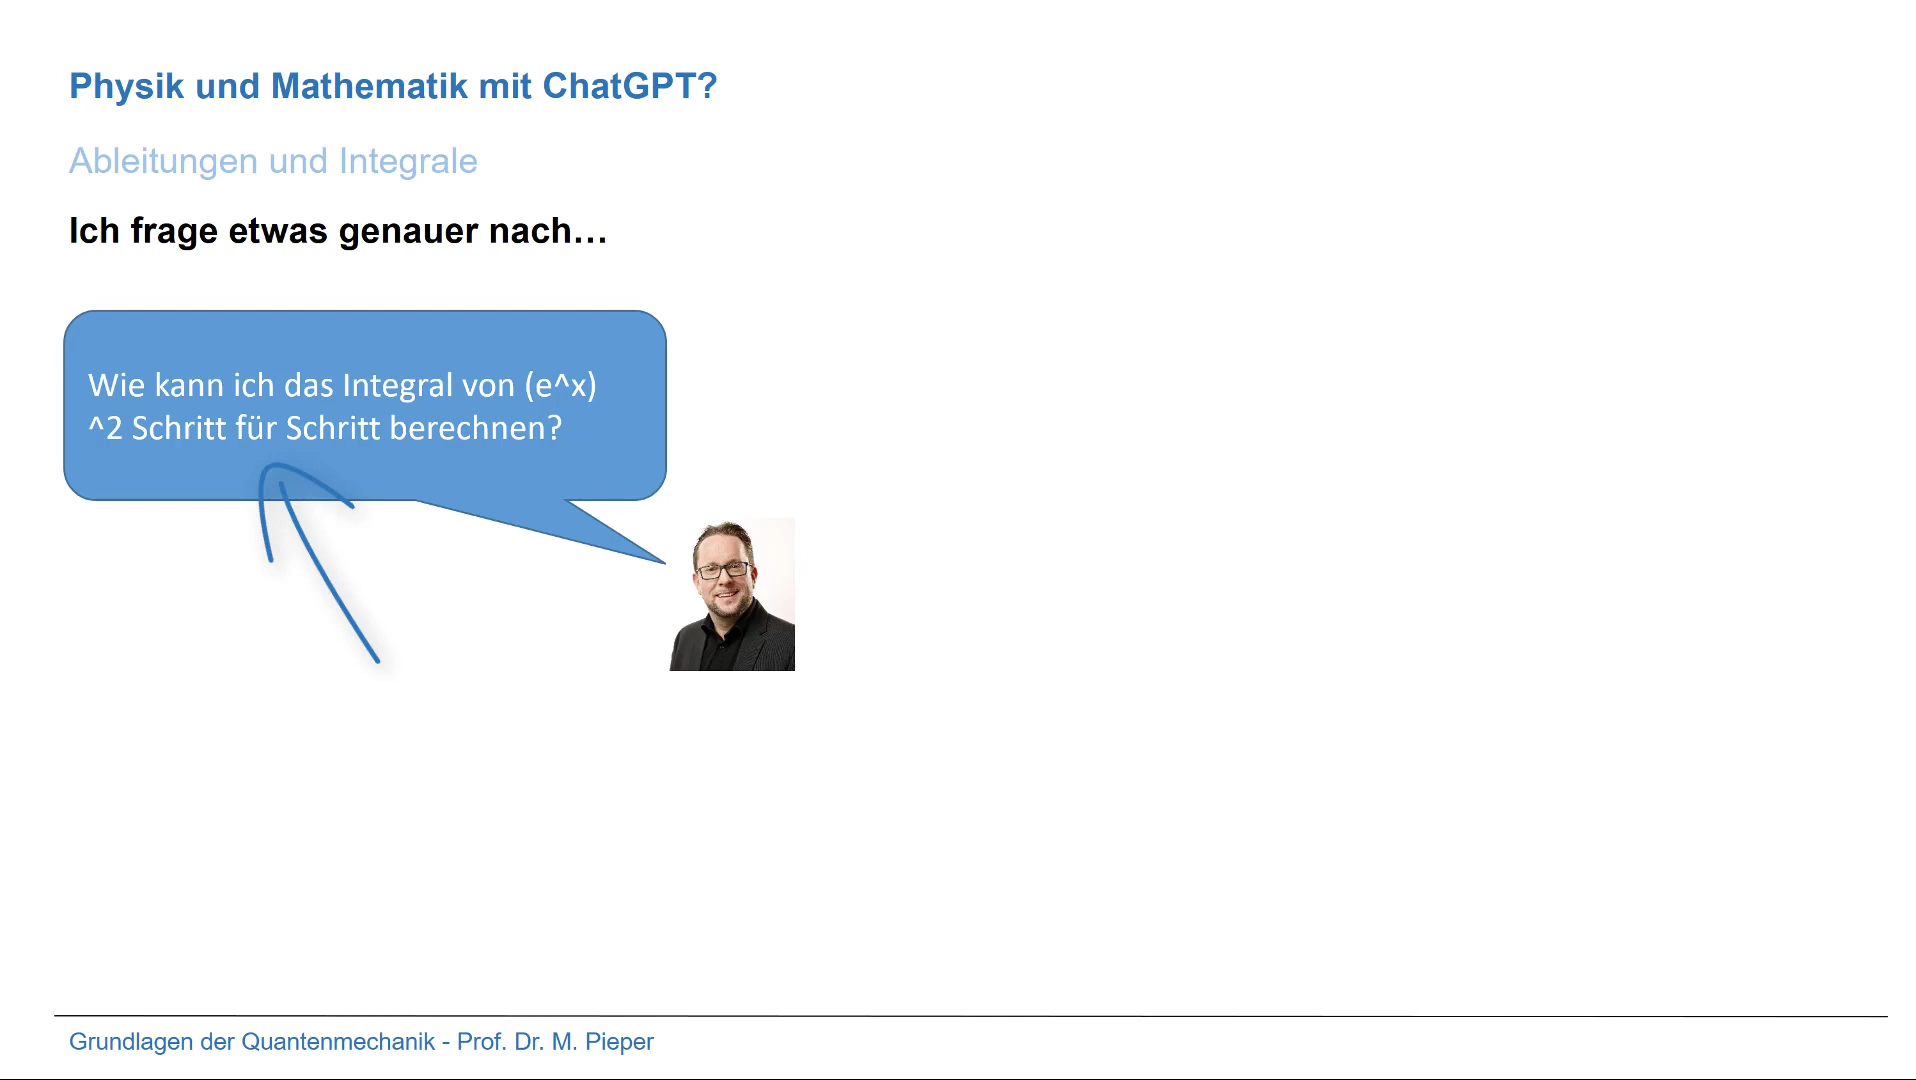 Physik und Mathematik mit ChatGPT?
Ableitungen und Integrale
Ich frage etwas genauer nach…
Wie kann ich das Integral von (e^x)
^2 Schritt für Schritt berechnen?
Grundlagen der Quantenmechanik - Prof. Dr. M. Pieper